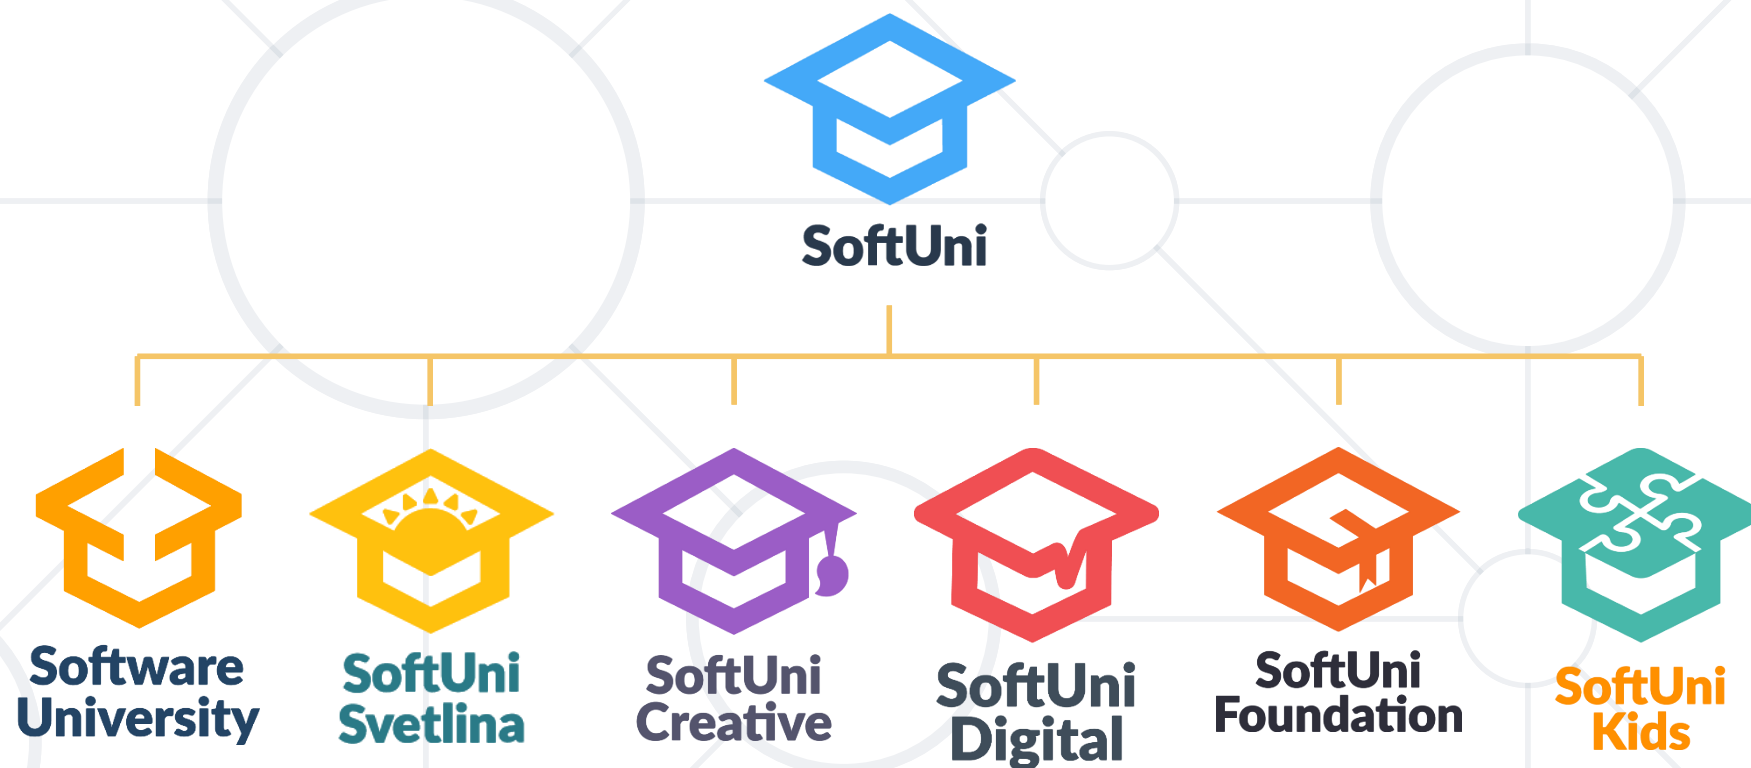 SoftUni
Software
University
SoftUni
Svetlina
SoftUni
Creative
SoftUni
Digital
SoftUni
Foundation
SoftUni
Kids